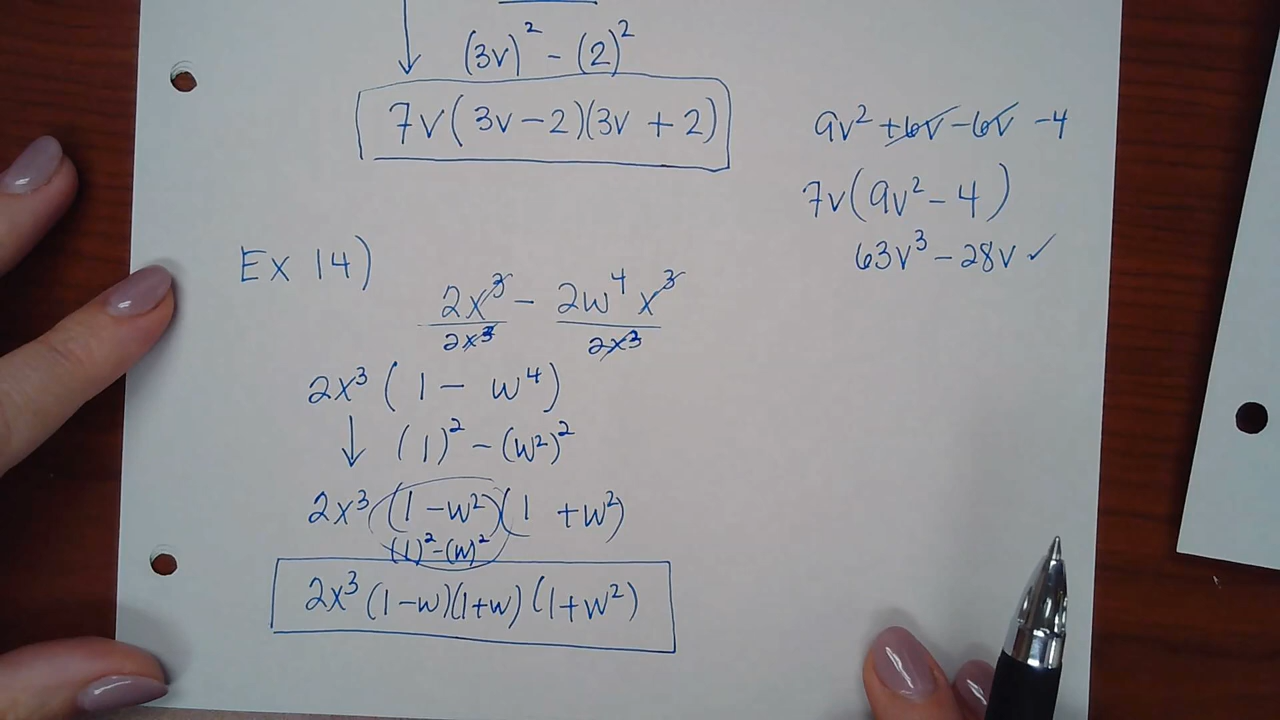 (3v)² - (2)²
7v(3v-2)(3v+2)
9v² +6v -6v -4
7v(9v²-4)
63v³ - 28v ✓
Ex 14)
2x³ - 2w⁴x³
2x³ 2x³
2x³ (1 - w⁴)
(1)² - (w²)²
2x³ (1-w²)(1 +w²)
(1)²-(w)²
2x³ (1-w)(1+w)(1+w²)